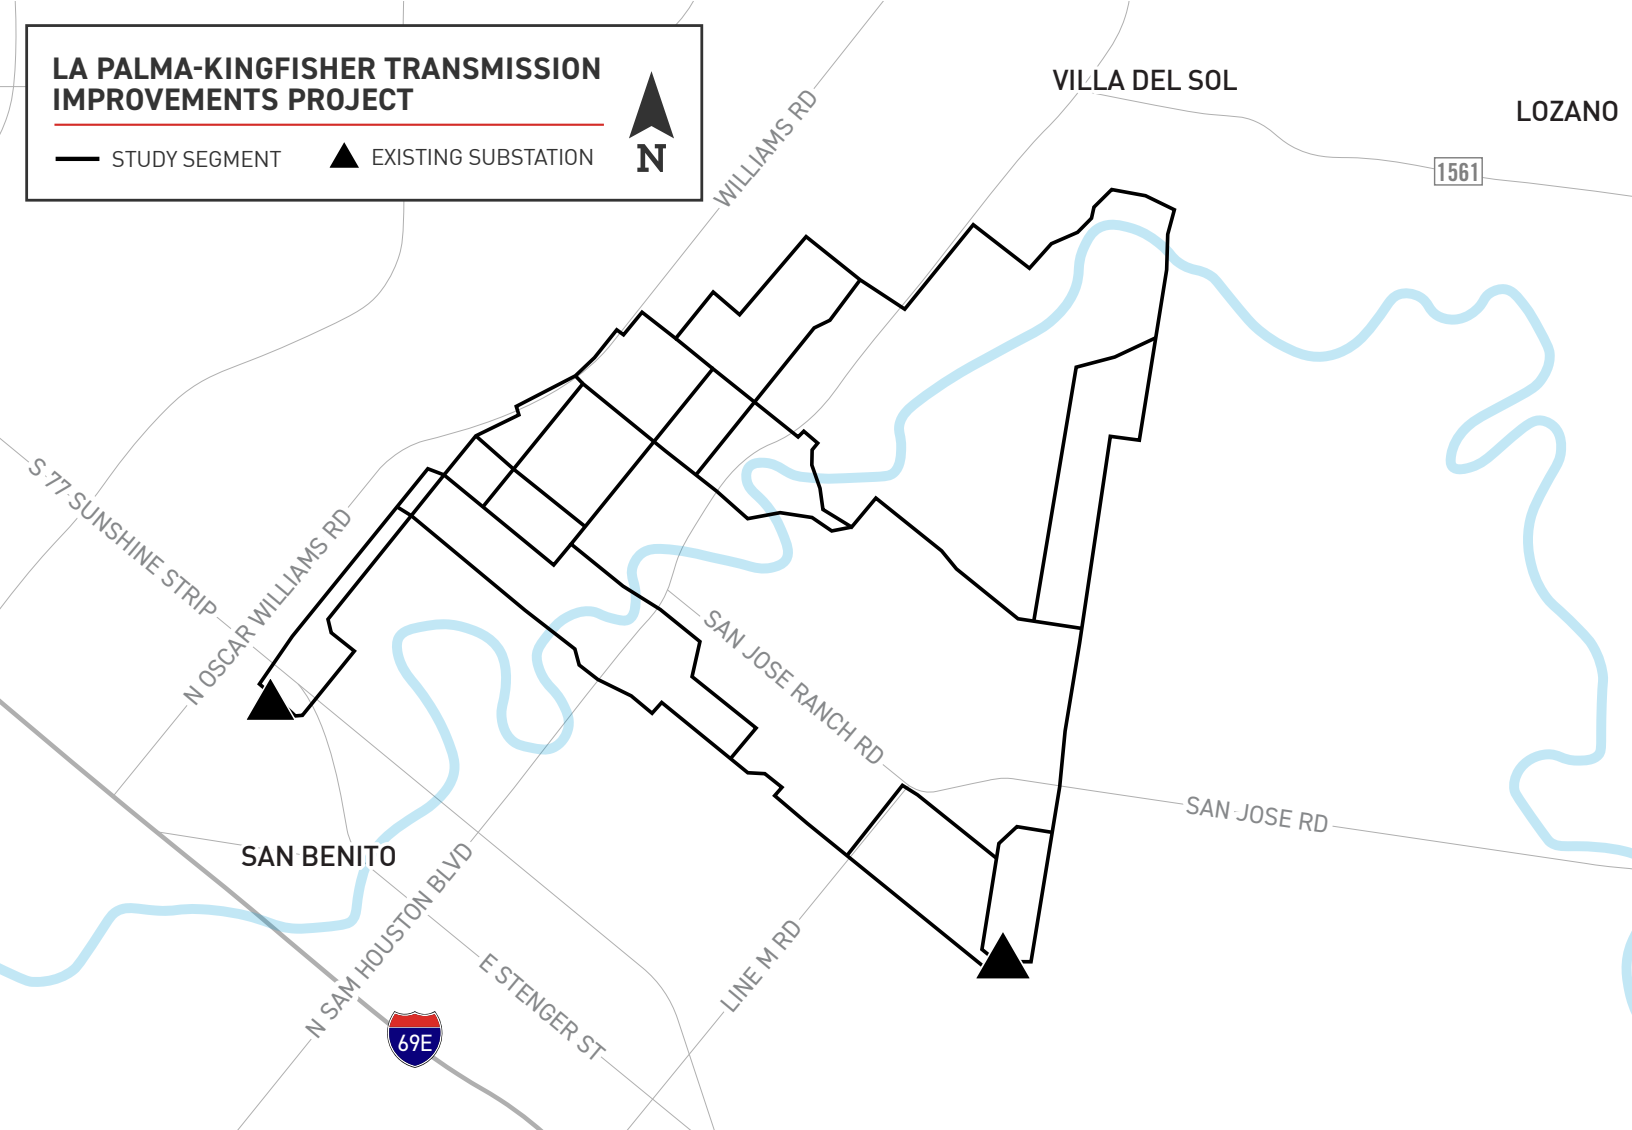 LA PALMA-KINGFISHER TRANSMISSION
IMPROVEMENTS PROJECT
STUDY SEGMENT
EXISTING SUBSTATION
N
WILLIAMS RD
VILLA DEL SOL
LOZANO
1561
S 77 SUNSHINE STRIP
N OSCAR WILLIAMS RD
SAN JOSE RANCH RD
SAN JOSE RD
SAN BENITO
N SAM HOUSTON BLVD
E STENGER ST
LINE M RD
69E